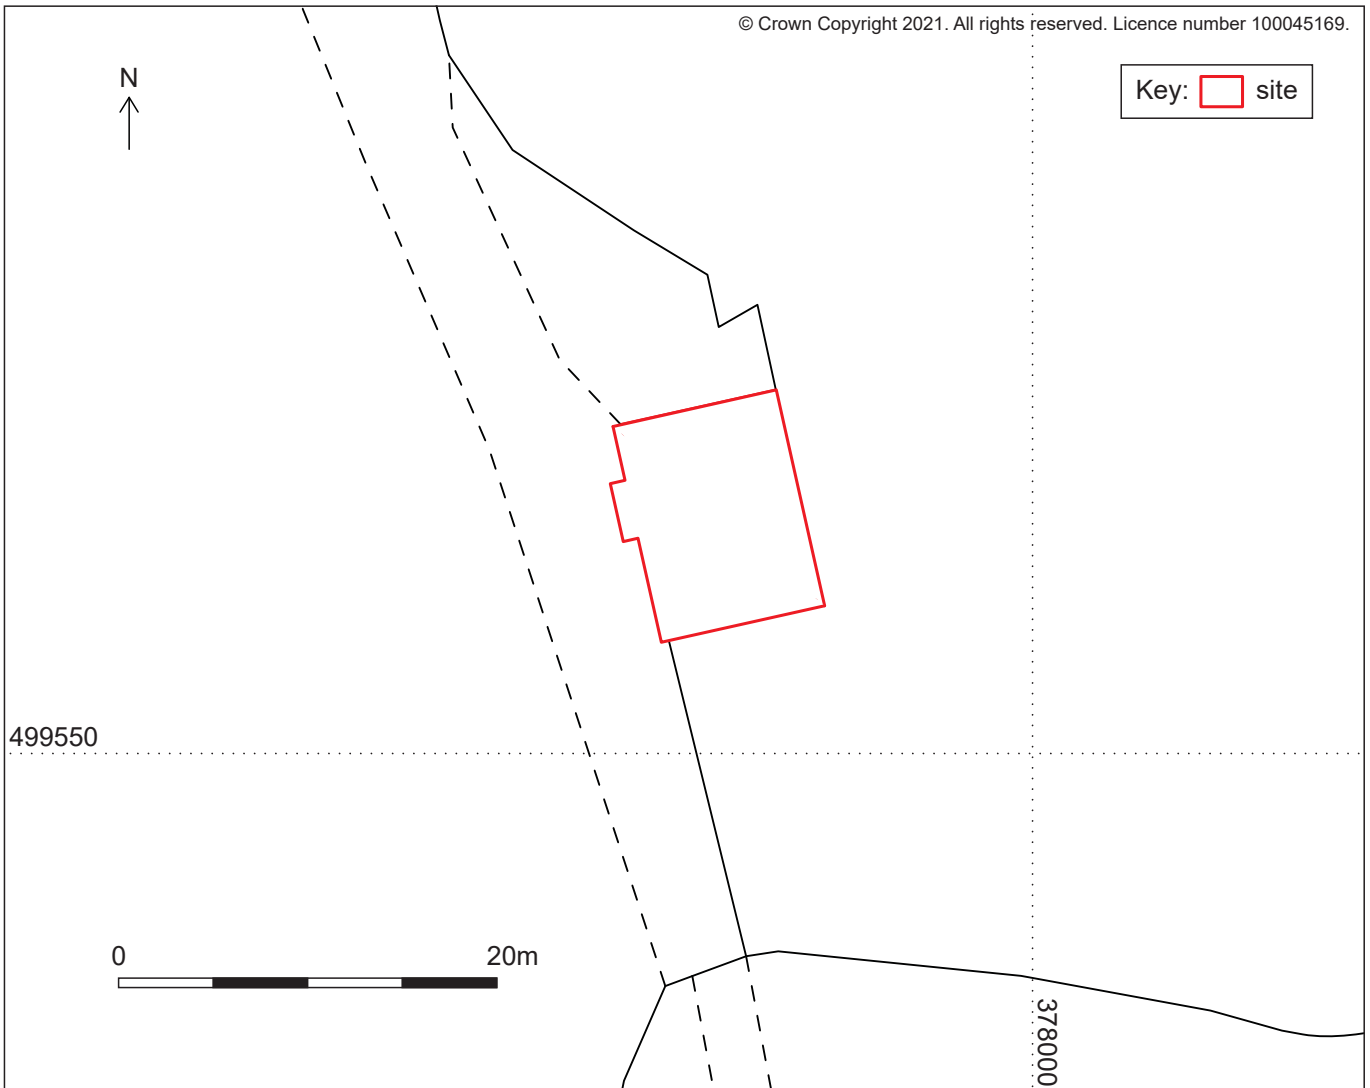 © Crown Copyright 2021. All rights reserved. Licence number 100045169.
N
Key: site
499550
0 20m
378000